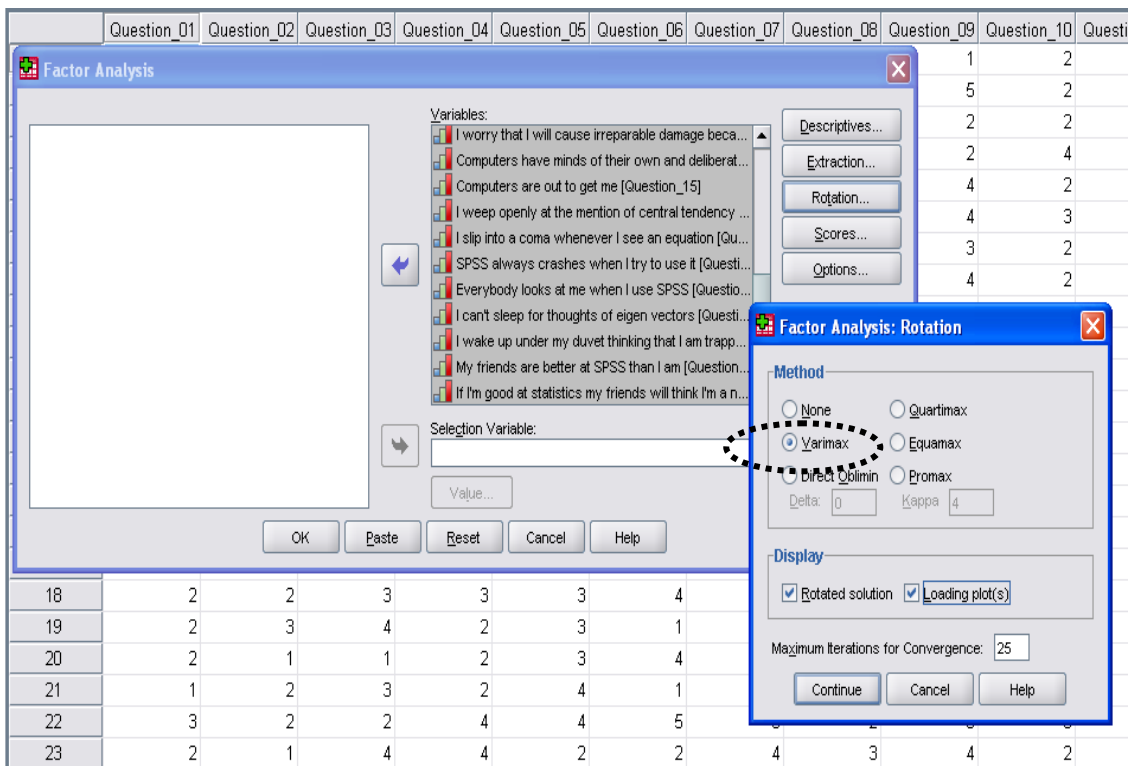 Question_01 Question_02 Question_03 Question_04 Question_05 Question_06 Question_07 Question_08 Question_09 Question_10 Questi
1 2
5 2
2 2
2 4
4 2
4 3
3 2
4 2
Factor Analysis
Variables:
I worry that I will cause irreparable damage beca...
Computers have minds of their own and deliberat...
Computers are out to get me [Question_15]
I weep openly at the mention of central tendency ...
I slip into a coma whenever I see an equation [Qu...
SPSS always crashes when I try to use it [Questi...
Everybody looks at me when I use SPSS [Questio...
I can't sleep for thoughts of eigen vectors [Questi...
I wake up under my duvet thinking that I am trapp...
My friends are better at SPSS than I am [Question...
If I'm good at statistics my friends will think I'm a n...
Selection Variable:
Value...
Descriptives...
Extraction...
Rotation...
Scores...
Options...
OK Paste Reset Cancel Help
Factor Analysis: Rotation
Method
None Quartimax
Varimax Equamax
Direct Oblimin Promax
Delta: 0 Kappa 4
Display
Rotated solution Loading plot(s)
Maximum Iterations for Convergence: 25
Continue Cancel Help
18 2 2 3 3 3 4
19 2 3 4 2 3 1
20 2 1 1 2 3 4
21 1 2 3 2 4 1
22 3 2 2 4 4 5
23 2 1 4 4 2 2 4 3 4 2